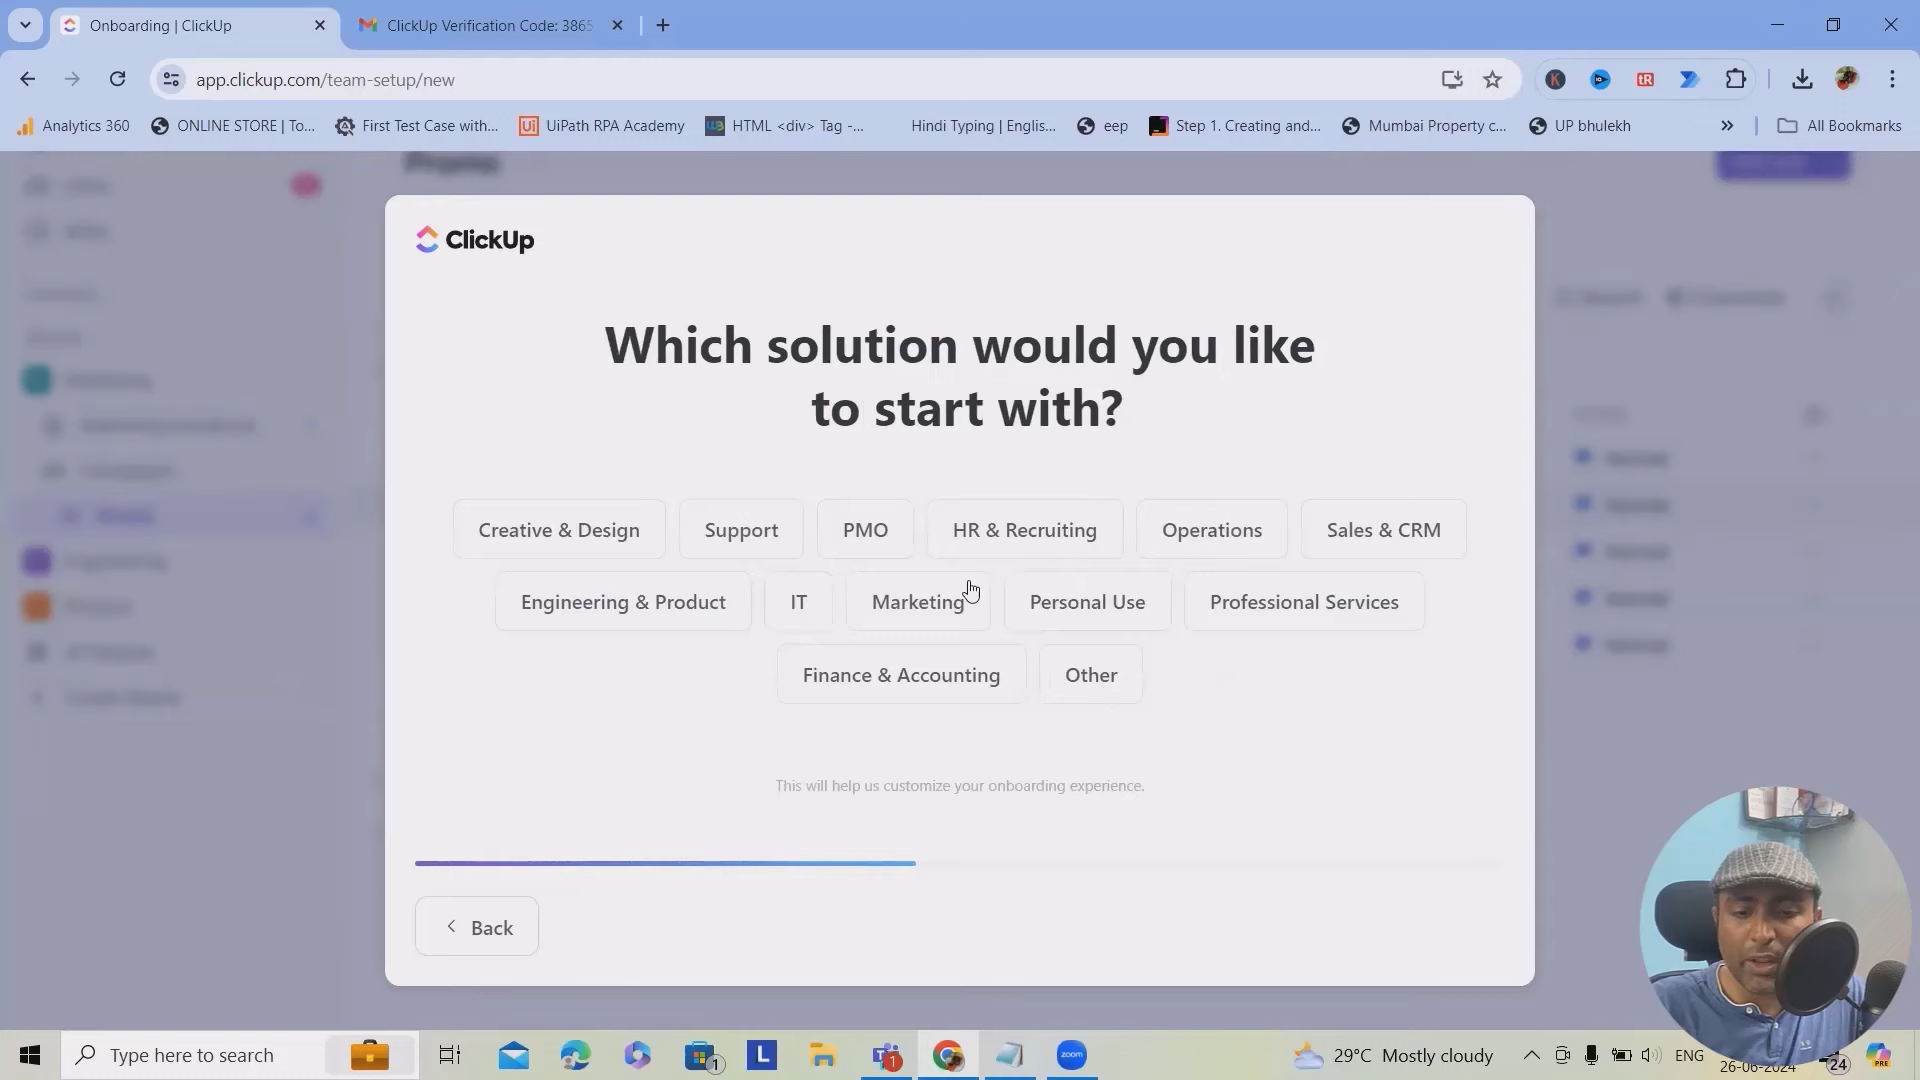 Onboarding | ClickUp
ClickUp Verification Code: 3865
app.clickup.com/team-setup/new
Analytics 360
ONLINE STORE | To...
First Test Case with...
UiPath RPA Academy
HTML <div> Tag -...
Hindi Typing | Englis...
eep
Step 1. Creating and...
Mumbai Property c...
UP bhulekh
All Bookmarks
ClickUp
Which solution would you like
to start with?
Creative & Design
Support
PMO
HR & Recruiting
Operations
Sales & CRM
Engineering & Product
IT
Marketing
Personal Use
Professional Services
Finance & Accounting
Other
This will help us customize your onboarding experience.
Back
Type here to search
29°C Mostly cloudy
ENG
26-06-2024
24